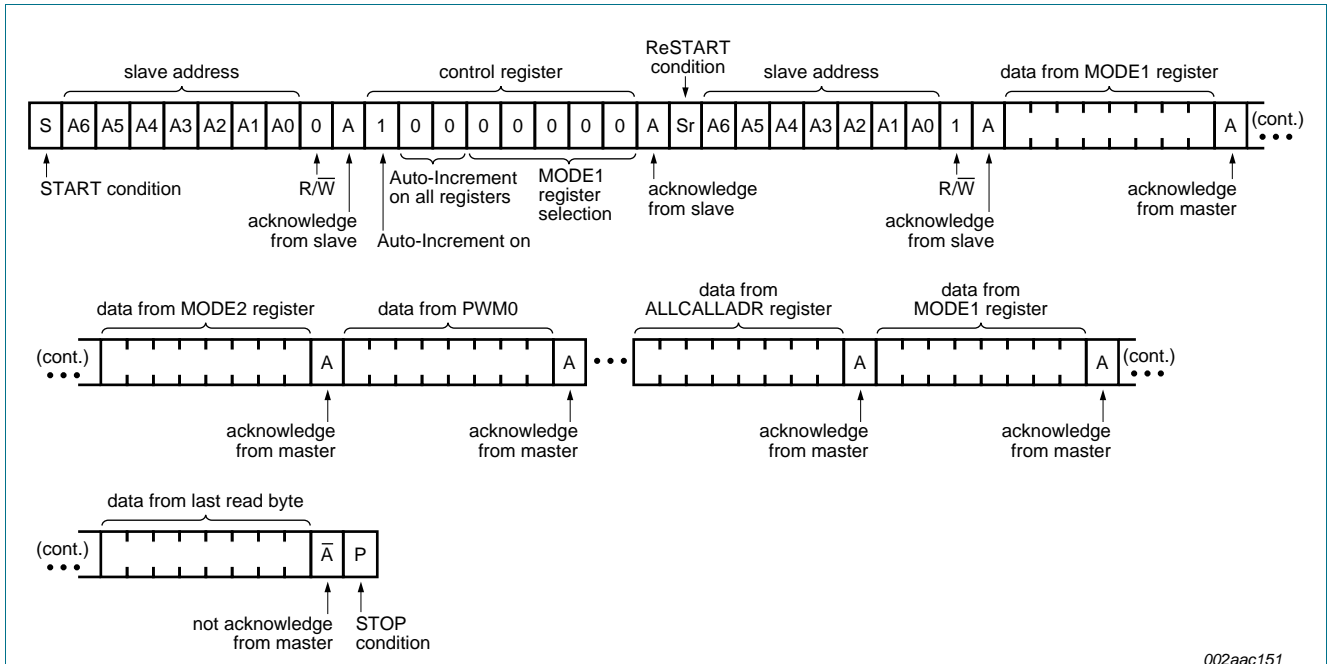 ReSTART
condition
slave address
control register
slave address
data from MODE1 register
S A6 A5 A4 A3 A2 A1 A0 0 A 1 0 0 0 0 0 0 0 A Sr A6 A5 A4 A3 A2 A1 A0 1 A A (cont.)
START condition
R/W̅
acknowledge
from slave
Auto-Increment on
Auto-Increment
on all registers
MODE1
register
selection
acknowledge
from slave
R/W̅
acknowledge
from slave
acknowledge
from master
data from MODE2 register
data from PWM0
data from
ALLCALLADR register
data from
MODE1 register
(cont.) A A A A (cont.)
acknowledge
from master
acknowledge
from master
acknowledge
from master
acknowledge
from master
data from last read byte
(cont.) A̅ P
not acknowledge
from master
STOP
condition
002aac151